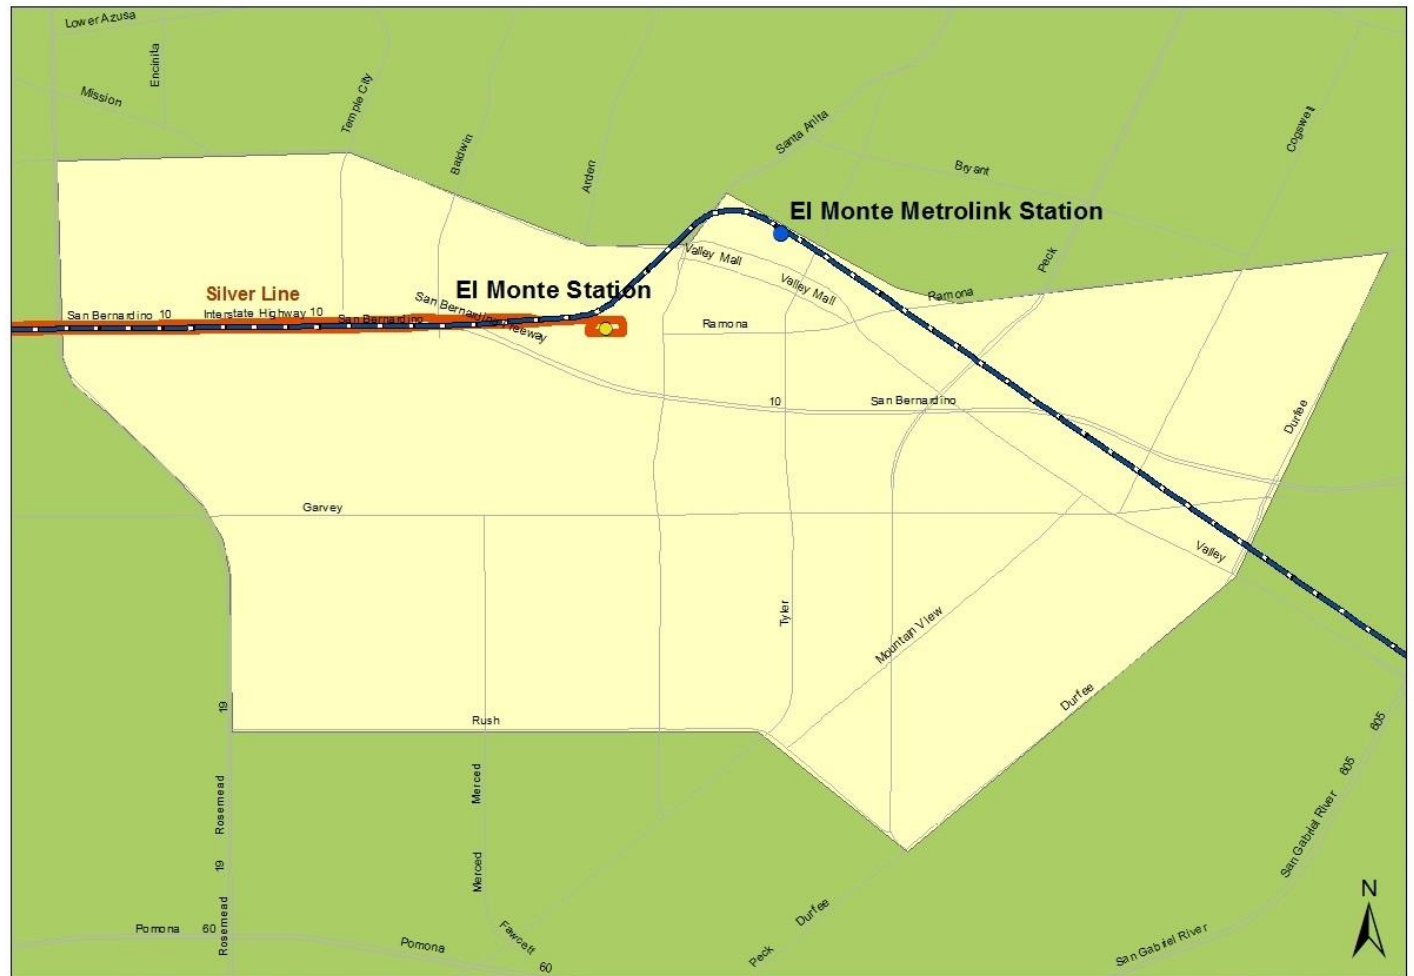 Lower Azusa
Encinita
Mission
Temple City
Baldwin
Arden
Santa Anita
Bryant
Cogswell
Peck
El Monte Metrolink Station
Valley Mall
Valley Mall
Ramona
Silver Line
El Monte Station
San Bernardino 10
Interstate Highway 10
San Bernardino
San Bernardino Freeway
Ramona
10
San Bernardino
Durfee
Garvey
Valley
Tyler
Mountain View
Durfee
Rush
19
Merced
Rosemead
19
Merced
Rosemead
Pomona 60
Pomona
60
Fawcett
Peck
Durfee
605
605
San Gabriel River
San Gabriel River
N